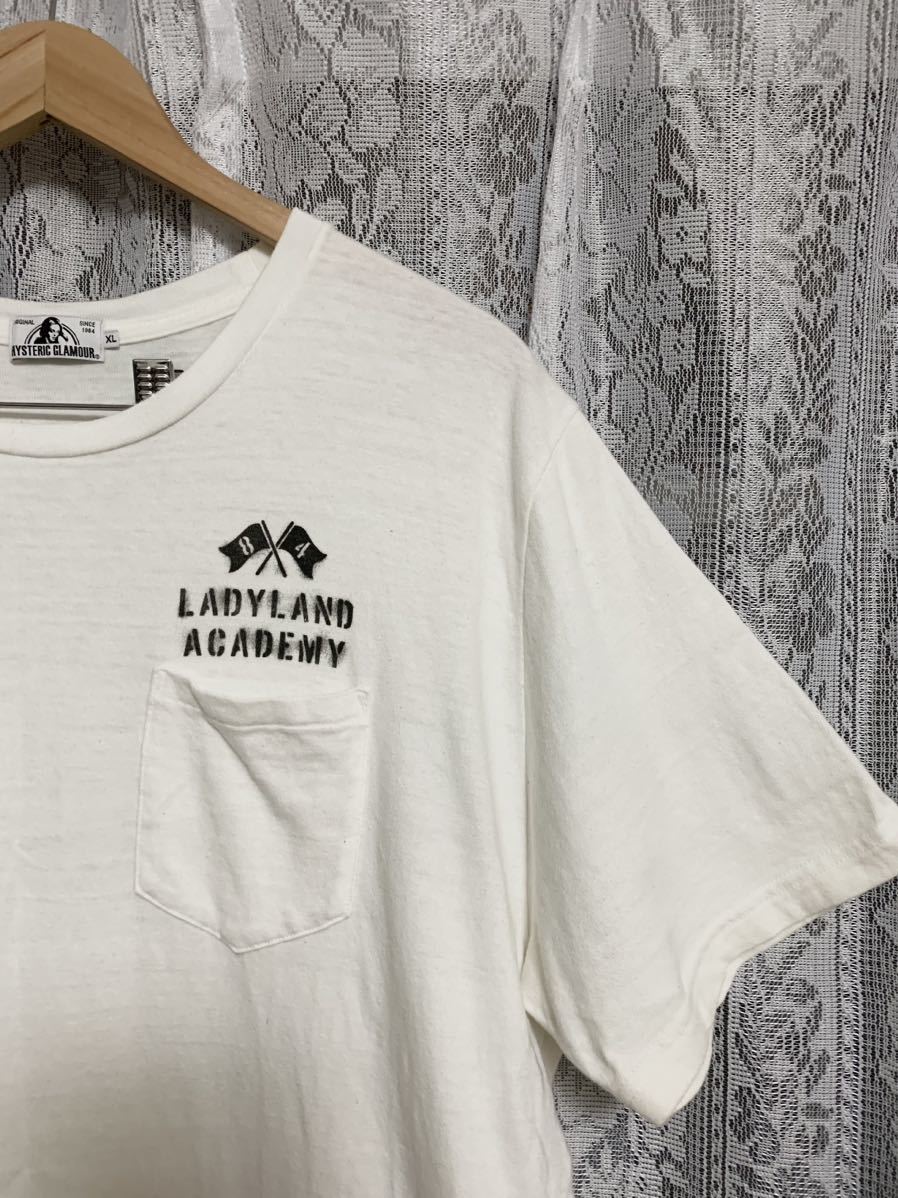 ORIGINAL SINCE 1984
HYSTERIC GLAMOUR®
XL
8 4
LADYLAND
ACADEMY